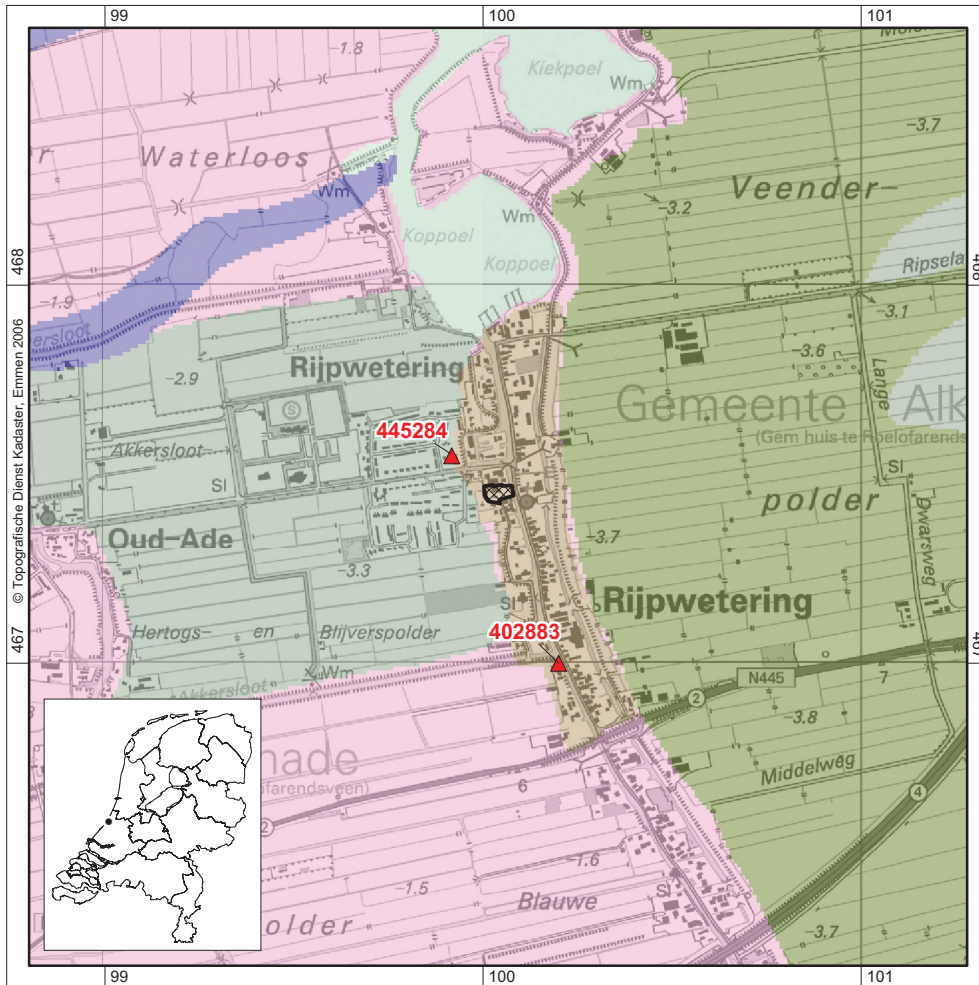 99
100
101
-1.8
Kiekpoel
Wm
-3.7
Waterloos
Veender-
-3.2
Wm
Wm
Koppoel
Koppoel
468
-1.9
Ripsela
-3.1
© Topografische Dienst Kadaster, Emmen 2006
-2.9
Rijpwetering
-3.6
Lange
Gemeente Alk
(Gem huis te Roelofarends
445284
S
Akkersloot
Sl
Sl
polder
Oud-Ade
-3.7
Dwarsweg
-3.3
Sl
Rijpwetering
467
Hertogs- en Blijverspolder
402883
Akkersloot
Wm
N445
7
2
-3.8
ade
ofarendsveen)
Middelweg
6
2
4
-1.6
Sl
-1.5
Blauwe
older
-3.7
99
100
101